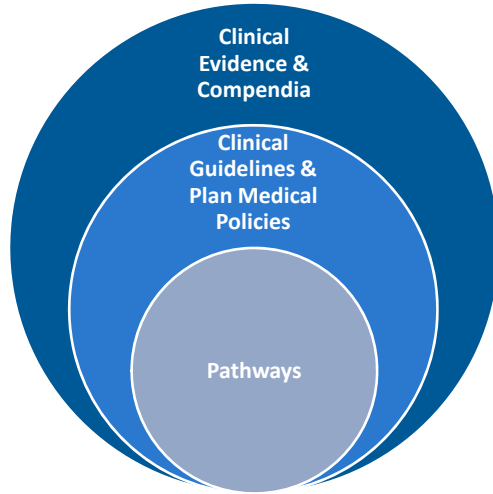 Clinical
Evidence &
Compendia
Clinical
Guidelines &
Plan Medical
Policies
Pathways